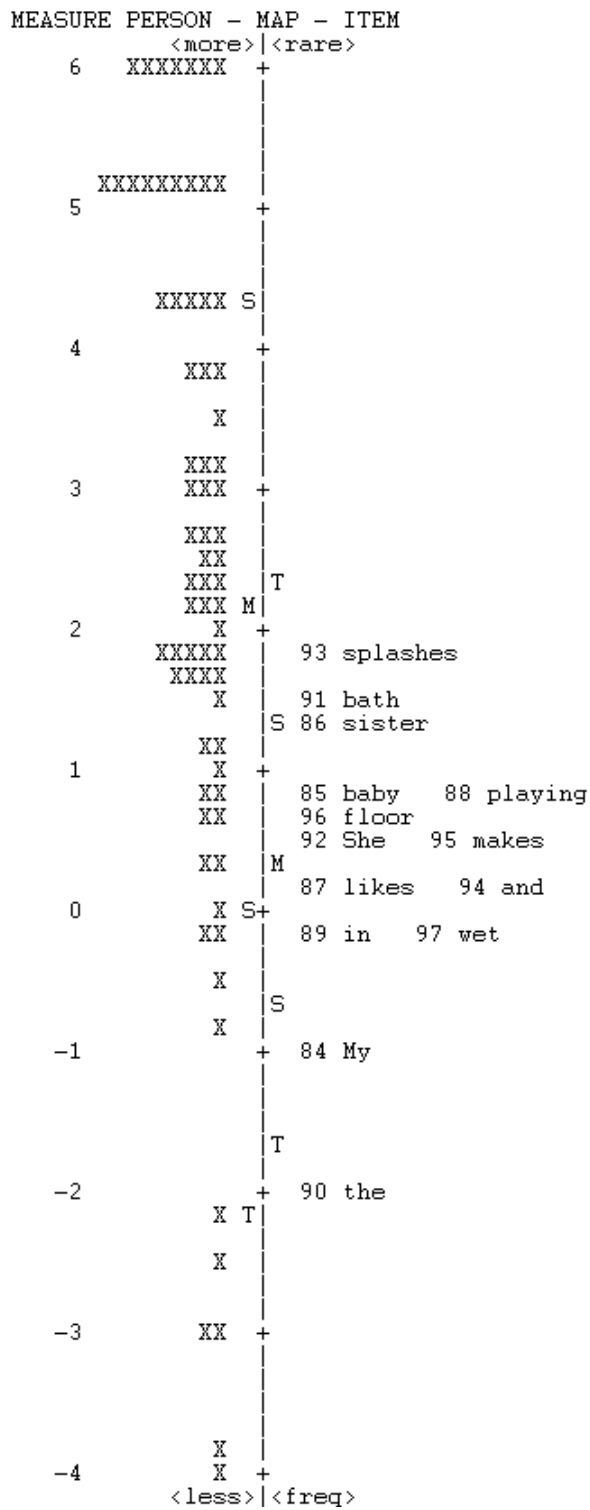 MEASURE PERSON - MAP - ITEM
<more>|<rare>
6 XXXXXXX +
|
|
|
|
XXXXXXXXX |
5 +
|
|
|
XXXXX S|
|
4 +
XXX |
|
X |
|
XXX |
3 XXX +
|
XXX |
XX |
XXX |T
XXX M|
2 X +
XXXXX | 93 splashes
XXXX |
X | 91 bath
|S 86 sister
XX |
1 X +
XX | 85 baby 88 playing
XX | 96 floor
| 92 She 95 makes
XX |M
| 87 likes 94 and
0 X S+
XX | 89 in 97 wet
|
X |
|S
X |
-1 + 84 My
|
|
|
|T
|
-2 + 90 the
X T|
|
X |
|
|
-3 XX +
|
|
|
|
X |
-4 X +
<less>|<freq>